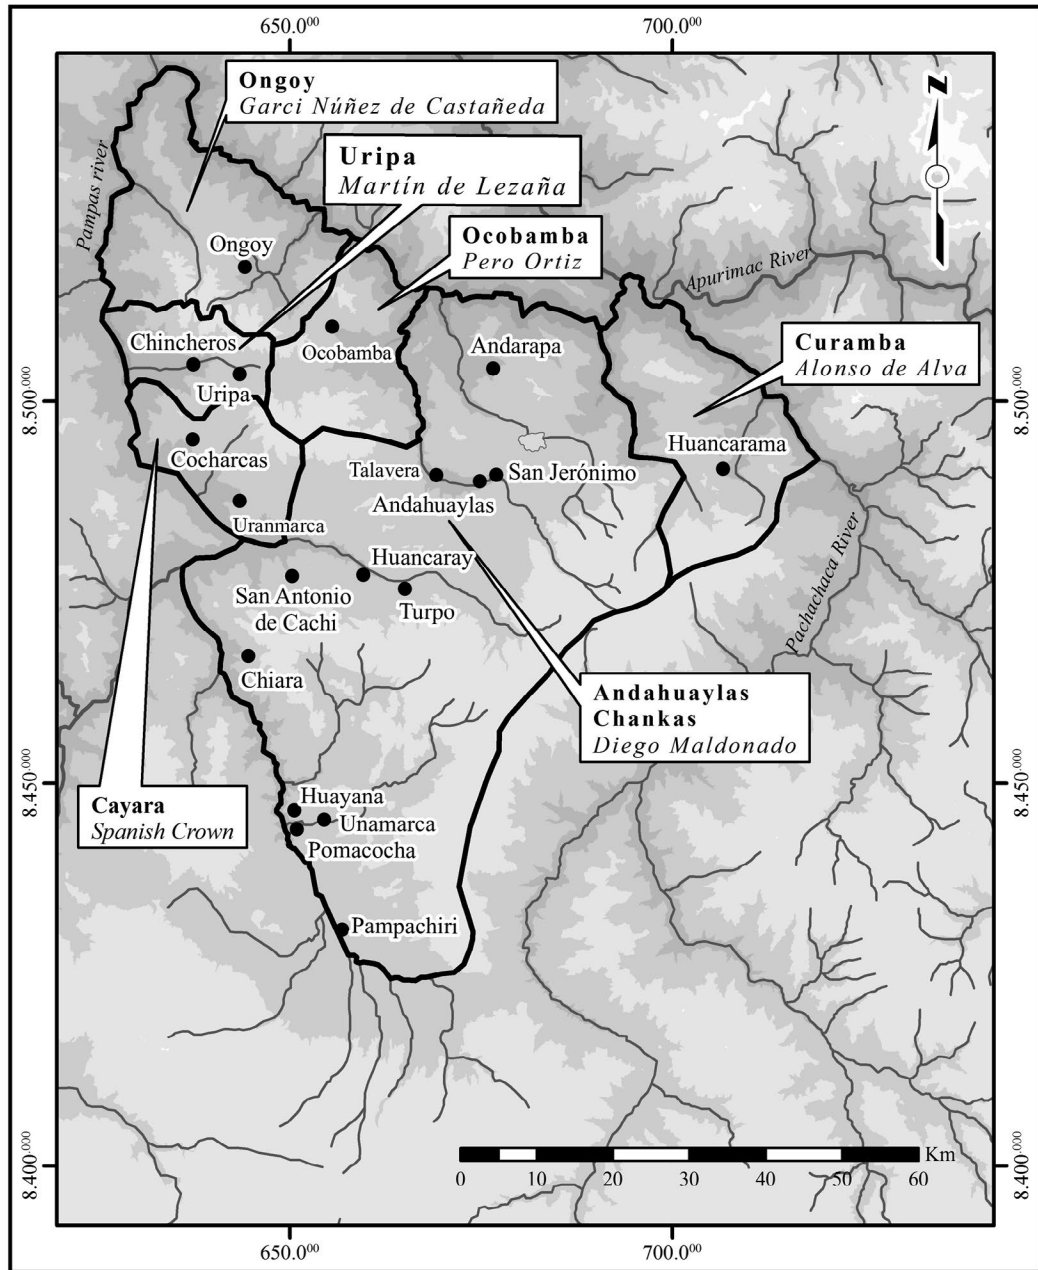 650.000
700.000
Ongoy
Garci Núñez de Castañeda
Z
Uripa
Martín de Lezaña
Pampas river
Ocobamba
Pero Ortiz
Ongoy
Apurimac River
Curamba
Alonso de Alva
Chincheros
Ocobamba
Andarapa
Uripa
8.500.000
8.500.000
Huancarama
Cocharcas
Talavera
San Jerónimo
Andahuaylas
Uranmarca
Huancaray
San Antonio
de Cachi
Turpo
Pachachaca River
Chiara
Andahuaylas
Chankas
Diego Maldonado
8.450.000
8.450.000
Cayara
Spanish Crown
Huayana
Unamarca
Pomacocha
Pampachiri
Km
0 10 20 30 40 50 60
8.400.000
8.400.000
650.000
700.000